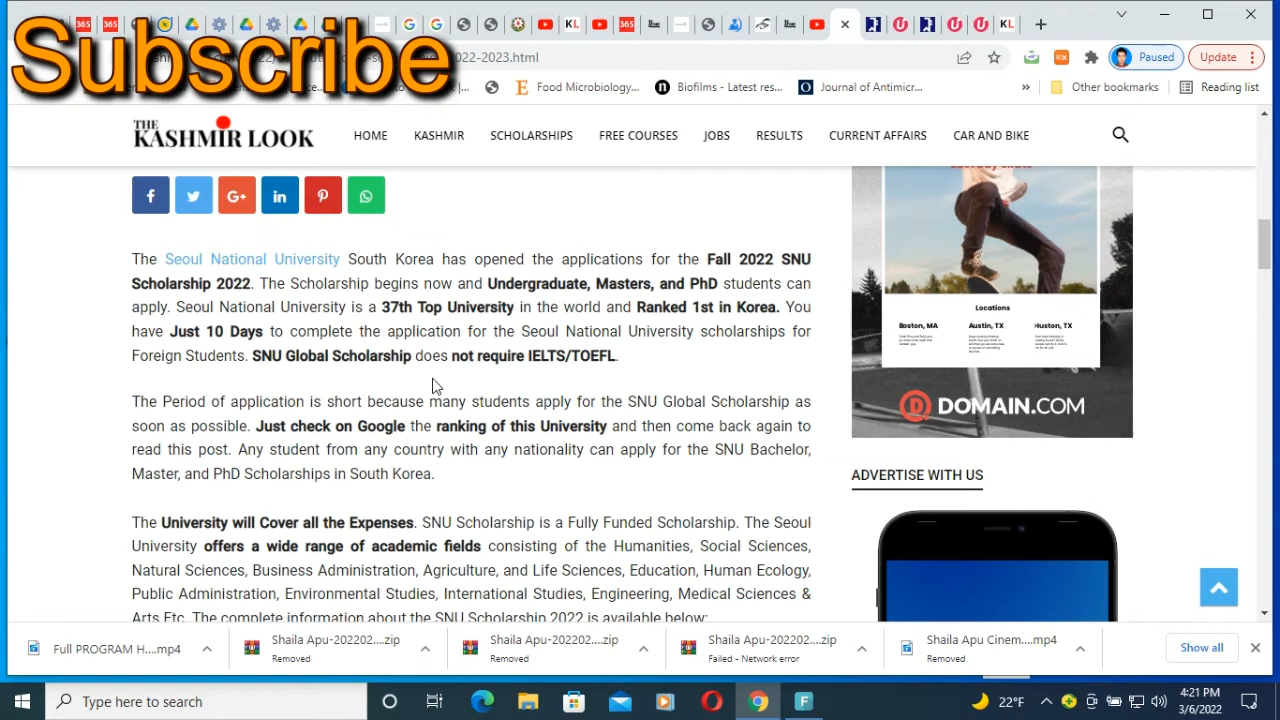 Subscribe
2022-2023.html
Paused
Update
Food Microbiology...
Biofilms - Latest res...
Journal of Antimicr...
Other bookmarks
Reading list
THE
KASHMIR LOOK
HOME
KASHMIR
SCHOLARSHIPS
FREE COURSES
JOBS
RESULTS
CURRENT AFFAIRS
CAR AND BIKE
The Seoul National University South Korea has opened the applications for the Fall 2022 SNU
Scholarship 2022. The Scholarship begins now and Undergraduate, Masters, and PhD students can
apply. Seoul National University is a 37th Top University in the world and Ranked 1st in Korea. You
have Just 10 Days to complete the application for the Seoul National University scholarships for
Foreign Students. SNU Global Scholarship does not require IELTS/TOEFL.
The Period of application is short because many students apply for the SNU Global Scholarship as
soon as possible. Just check on Google the ranking of this University and then come back again to
read this post. Any student from any country with any nationality can apply for the SNU Bachelor,
Master, and PhD Scholarships in South Korea.
The University will Cover all the Expenses. SNU Scholarship is a Fully Funded Scholarship. The Seoul
University offers a wide range of academic fields consisting of the Humanities, Social Sciences,
Natural Sciences, Business Administration, Agriculture, and Life Sciences, Education, Human Ecology,
Public Administration, Environmental Studies, International Studies, Engineering, Medical Sciences &
Arts Etc. The complete information about the SNU Scholarship 2022 is available below:
Locations
Boston, MA
Austin, TX
Huston, TX
DOMAIN.COM
ADVERTISE WITH US
Full PROGRAM H....mp4
Shaila Apu-202202....zip
Removed
Shaila Apu-202202....zip
Removed
Shaila Apu-202202....zip
Failed - Network error
Shaila Apu Cinem....mp4
Removed
Show all
Type here to search
22°F
4:21 PM
3/6/2022